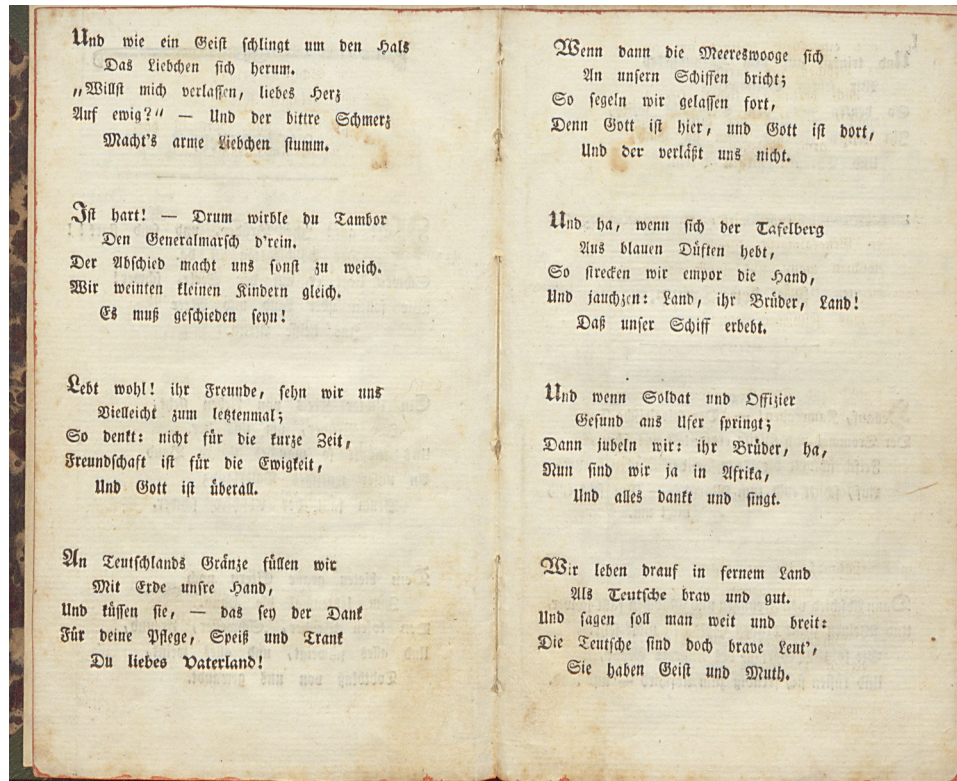 Und wie ein Geist schlingt um den Hals
Das Liebchen sich herum.
„Willst mich verlassen, liebes Herz
Auf ewig?“ — Und der bittre Schmerz
Macht's arme Liebchen stumm.
Ist hart! — Drum wirble du Tambor
Den Generalmarsch d'rein.
Der Abschied macht uns sonst zu weich.
Wir weinten kleinen Kindern gleich.
Es muß geschieden seyn!
Lebt wohl! ihr Freunde, sehn wir uns
Vielleicht zum letztenmal;
So denkt: nicht für die kurze Zeit,
Freundschaft ist für die Ewigkeit,
Und Gott ist überall.
An Teutschlands Gränze füllen wir
Mit Erde unsre Hand,
Und küssen sie, — das sey der Dank
Für deine Pflege, Speiß und Trank
Du liebes Vaterland!
Wenn dann die Meereswooge sich
An unsern Schiffen bricht;
So segeln wir gelassen fort,
Denn Gott ist hier, und Gott ist dort,
Und der verläßt uns nicht.
Und ha, wenn sich der Tafelberg
Aus blauen Düften hebt,
So strecken wir empor die Hand,
Und jauchzen: Land, ihr Brüder, Land!
Daß unser Schiff erbebt.
Und wenn Soldat und Offizier
Gesund ans Ufer springt;
Dann jubeln wir: ihr Brüder, ha,
Nun sind wir ja in Afrika,
Und alles dankt und singt.
Wir leben drauf in fernem Land
Als Teutsche brav und gut.
Und sagen soll man weit und breit:
Die Teutsche sind doch brave Leut',
Sie haben Geist und Muth.